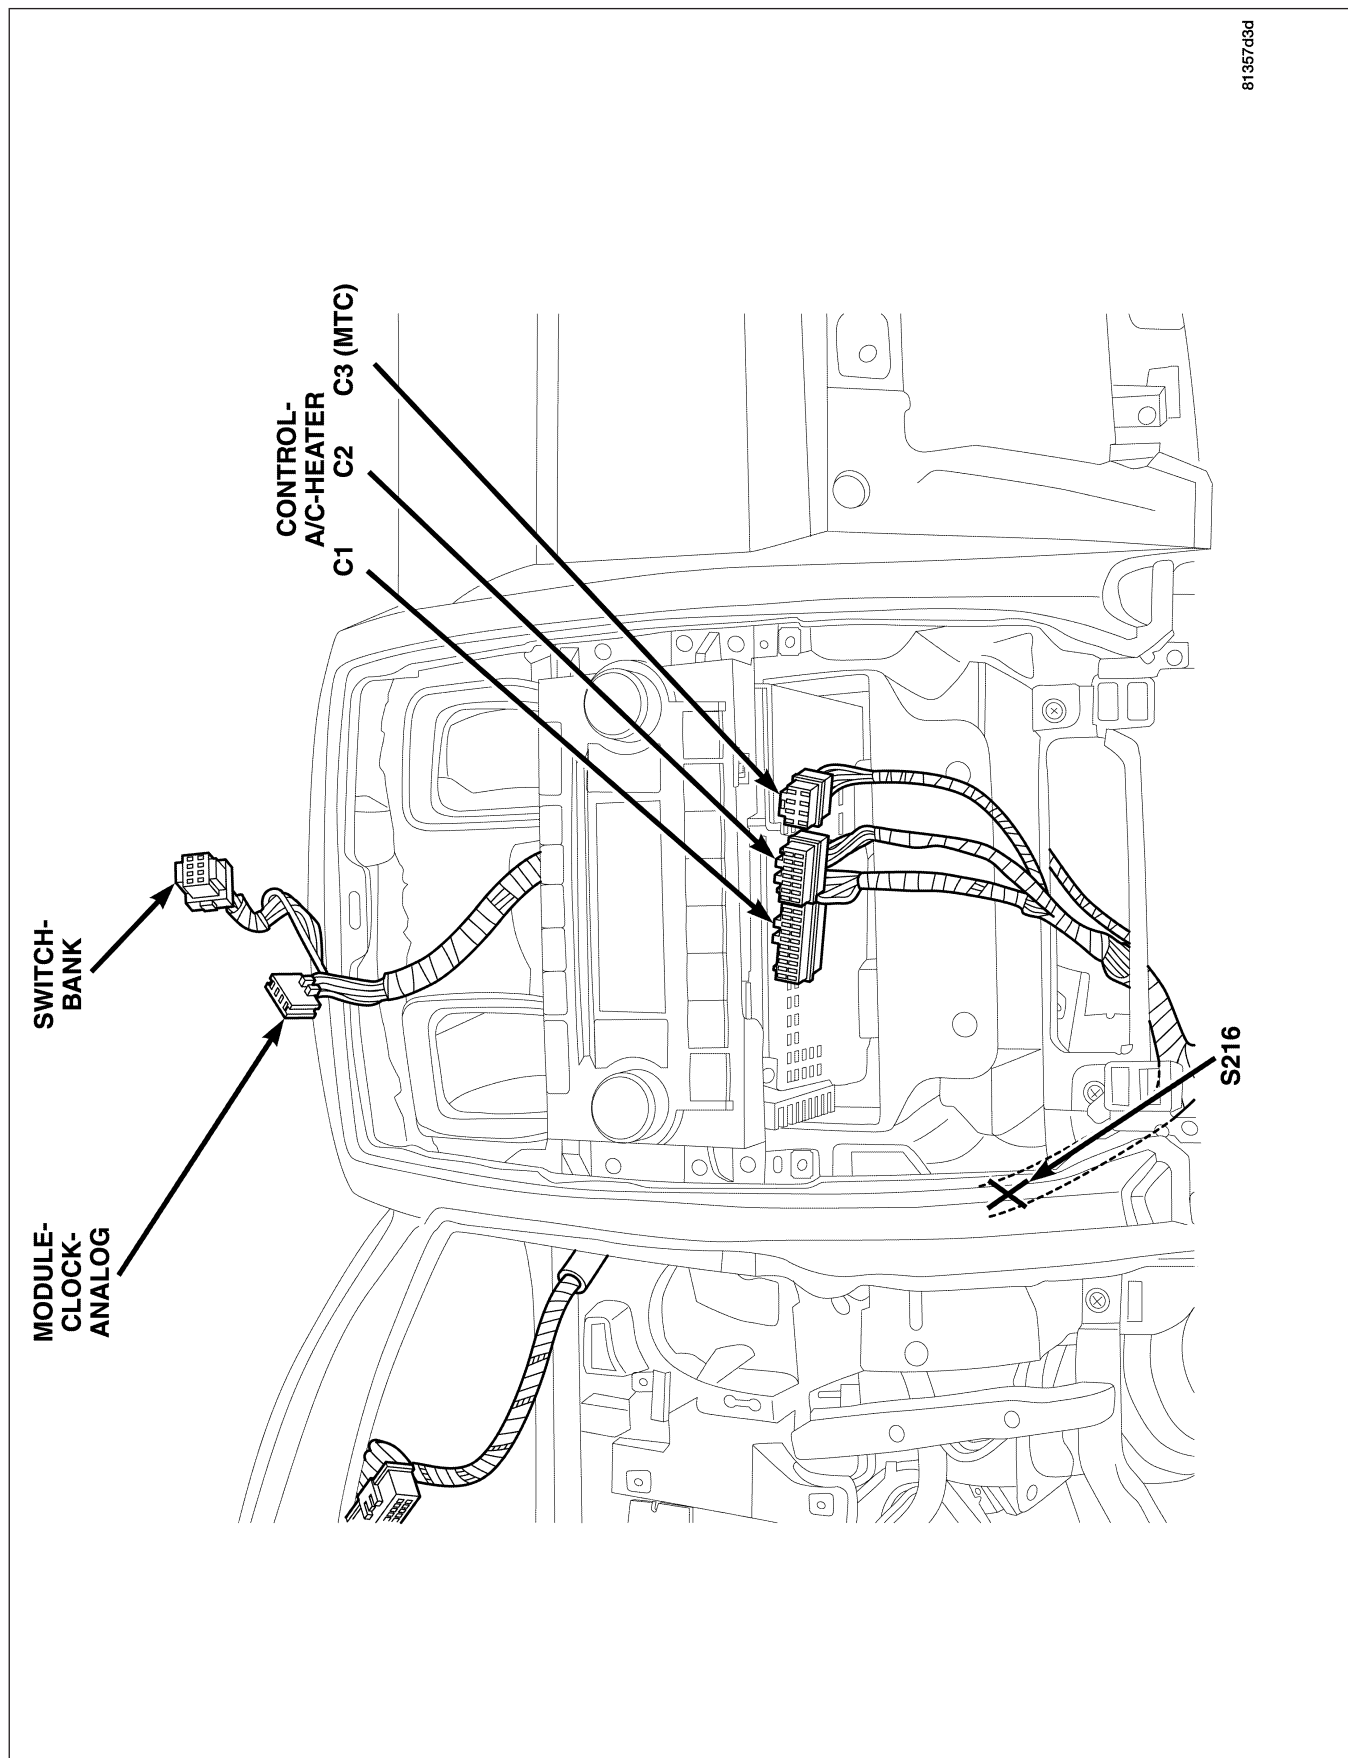 MODULE-
CLOCK-
ANALOG
SWITCH-
BANK
CONTROL-
A/C-HEATER
C1
C2
C3 (MTC)
S216
81357d3d